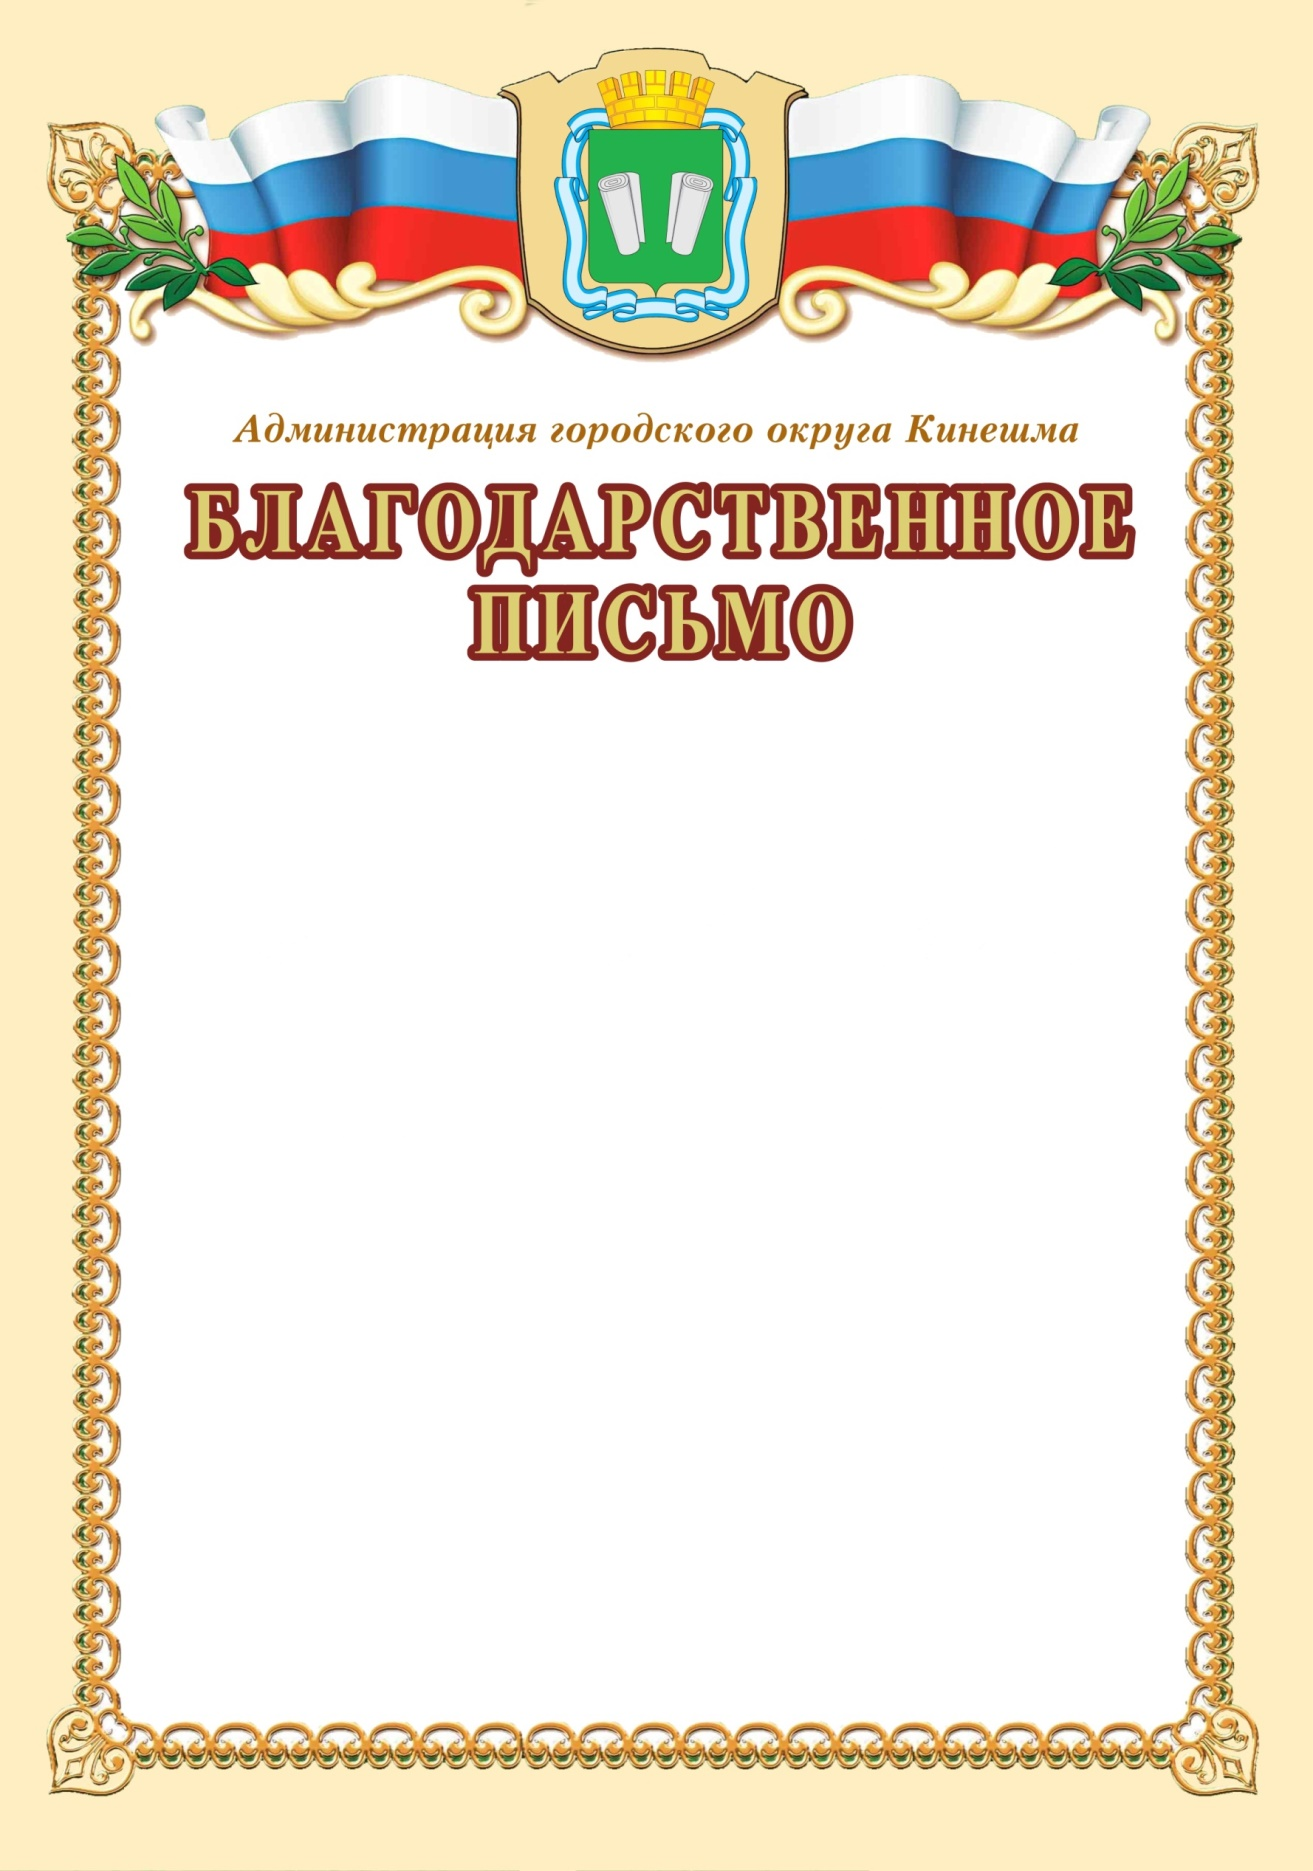 Администрация городского округа Кинешма
БЛАГОДАРСТВЕННОЕ
ПИСЬМО